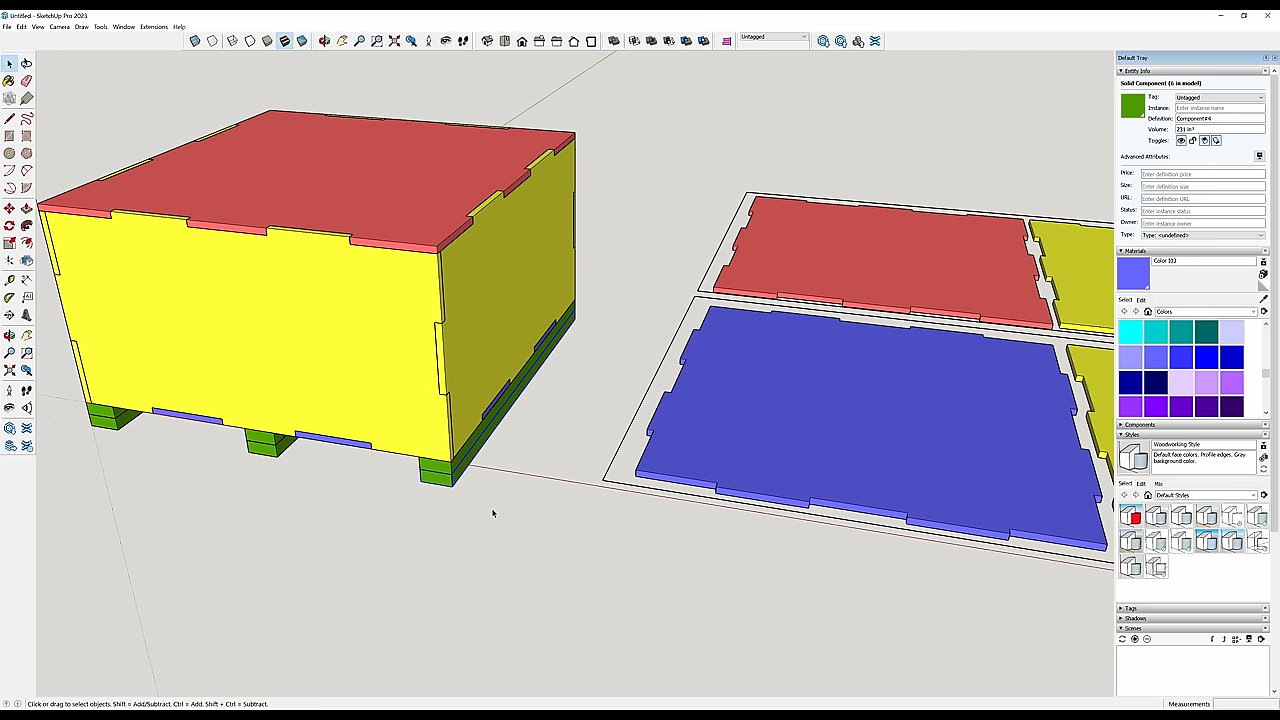 Untitled - SketchUp Pro 2023
File Edit View Camera Draw Tools Window Extensions Help
Untagged
Default Tray
Entity Info
Solid Component (6 in model)
Tag: Untagged
Instance: Enter instance name
Definition: Component#4
Volume: 231 in³
Toggles:
Advanced Attributes:
Price: Enter definition price
Size: Enter definition size
URL: Enter definition URL
Status: Enter instance status
Owner: Enter instance owner
Type: Type: <undefined>
Materials
Color I03
Select Edit
Colors
Components
Styles
Woodworking Style
Default face colors. Profile edges. Gray
background color.
Select Edit Mix
Default Styles
Tags
Shadows
Scenes
Click or drag to select objects. Shift = Add/Subtract. Ctrl = Add. Shift + Ctrl = Subtract.
Measurements